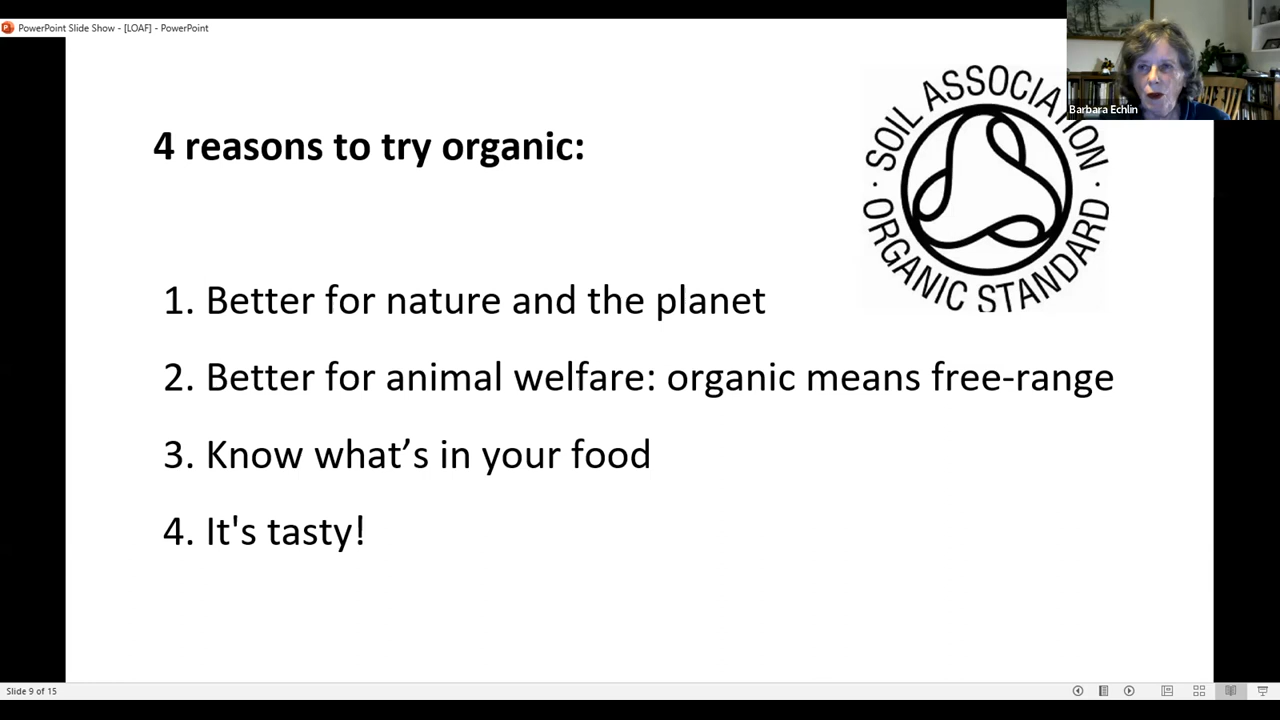 PowerPoint Slide Show - [LOAF] - PowerPoint
Barbara Echlin
SOIL ASSOCIATION
ORGANIC STANDARD
4 reasons to try organic:
1. Better for nature and the planet
2. Better for animal welfare: organic means free-range
3. Know what’s in your food
4. It's tasty!
Slide 9 of 15